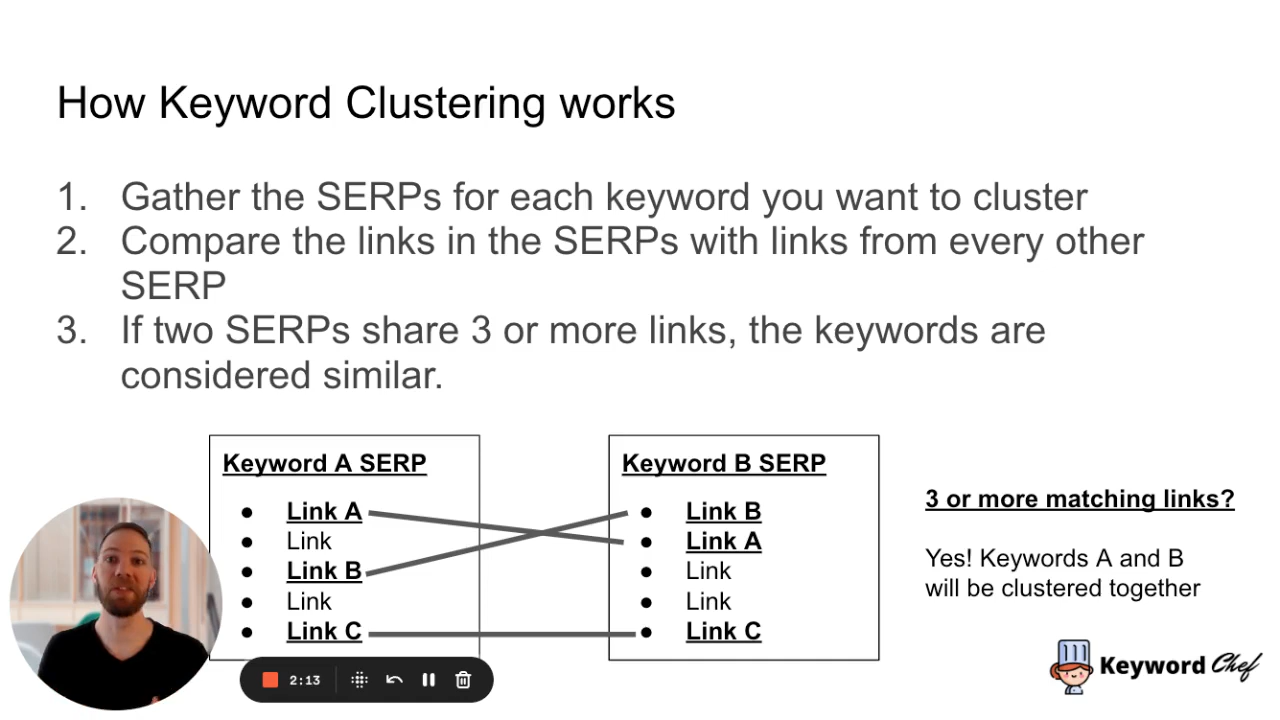 How Keyword Clustering works
1. Gather the SERPs for each keyword you want to cluster
2. Compare the links in the SERPs with links from every other
SERP
3. If two SERPs share 3 or more links, the keywords are
considered similar.
Keyword A SERP
● Link A
● Link
● Link B
● Link
● Link C
Keyword B SERP
● Link B
● Link A
● Link
● Link
● Link C
3 or more matching links?
Yes! Keywords A and B
will be clustered together
2:13
Keyword Chef